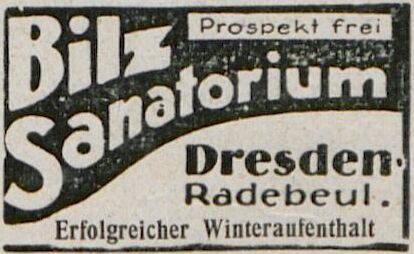 Bilz
Prospekt frei
Sanatorium
Dresden-
Radebeul.
Erfolgreicher Winteraufenthalt